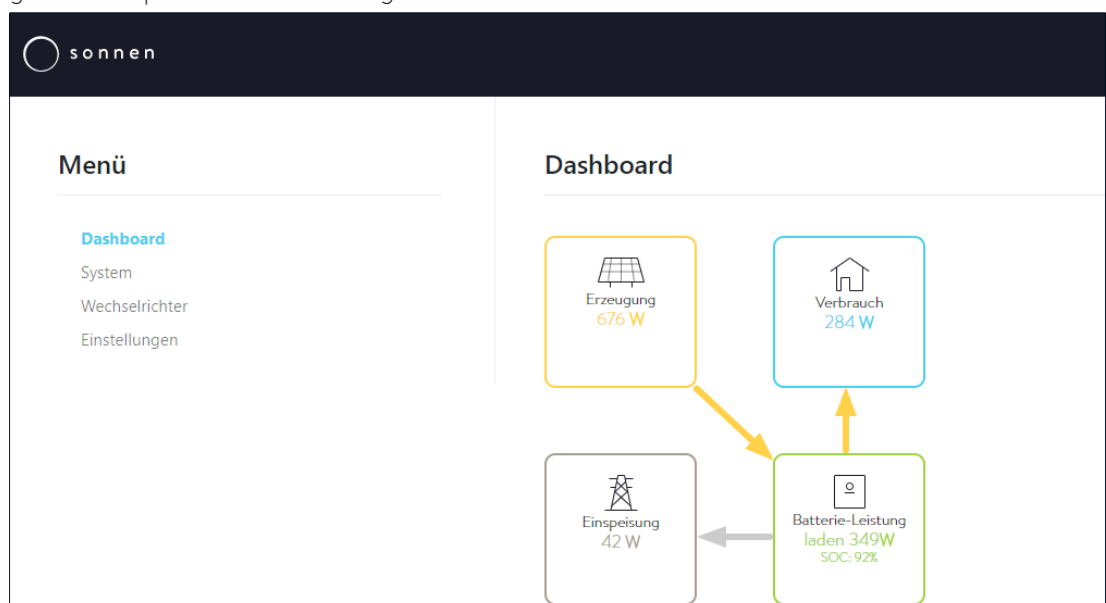 sonnen
Menü
Dashboard
System
Wechselrichter
Einstellungen
Dashboard
Erzeugung
676 W
Verbrauch
284 W
Einspeisung
42 W
Batterie-Leistung
laden 349W
SOC: 92%